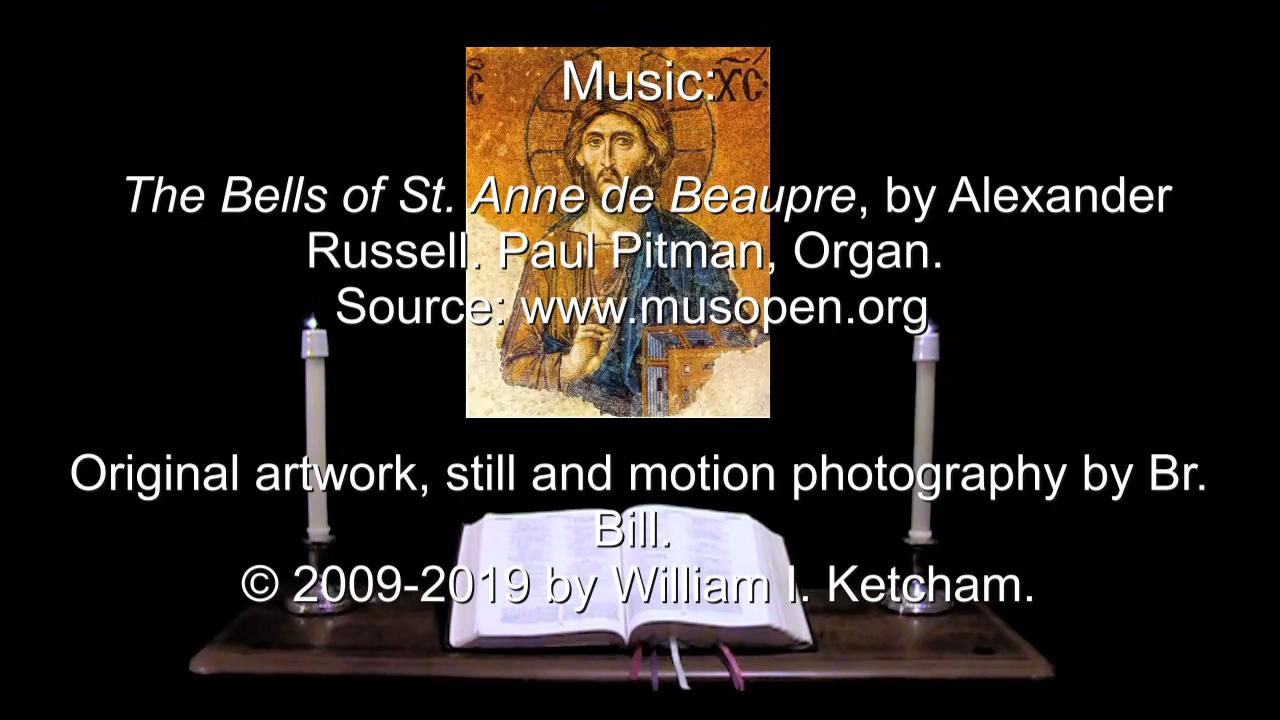 Music:
The Bells of St. Anne de Beaupre, by Alexander
Russell. Paul Pitman, Organ.
Source: www.musopen.org
Original artwork, still and motion photography by Br.
Bill.
© 2009-2019 by William I. Ketcham.